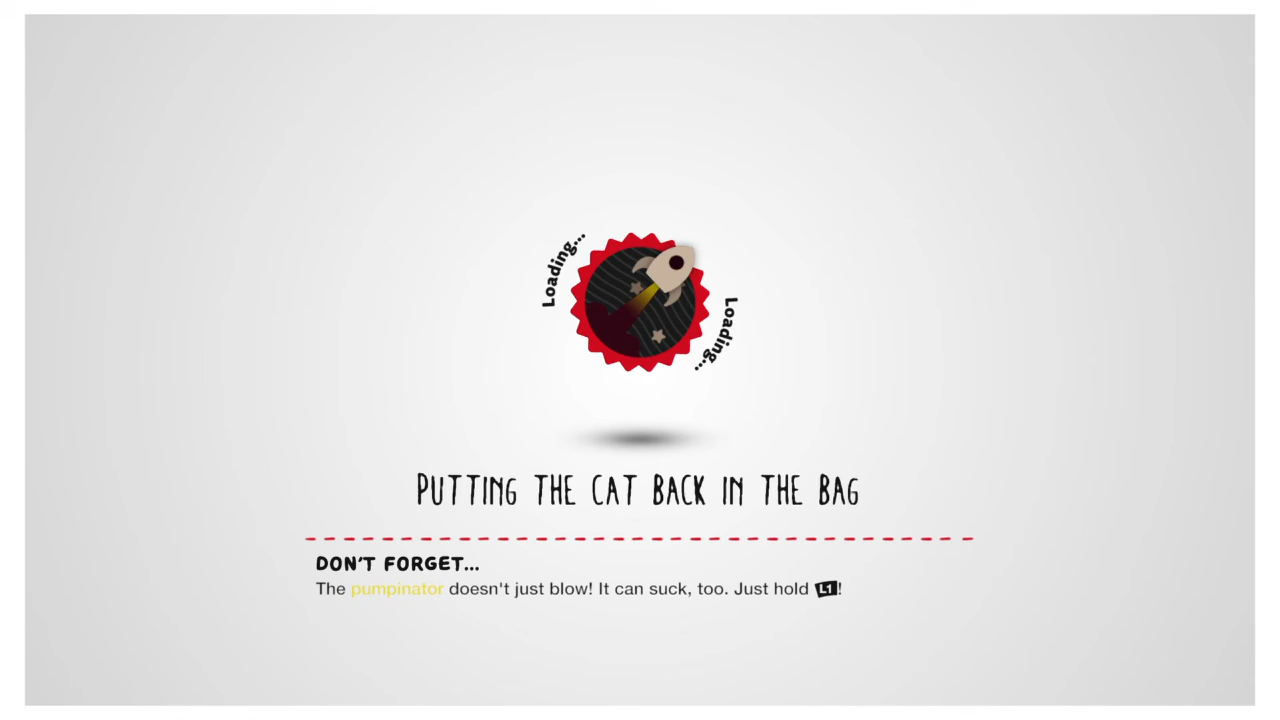 Loading...
Loading...
PUTTING THE CAT BACK IN THE BAG
DON'T FORGET...
The pumpinator doesn't just blow! It can suck, too. Just hold L1!